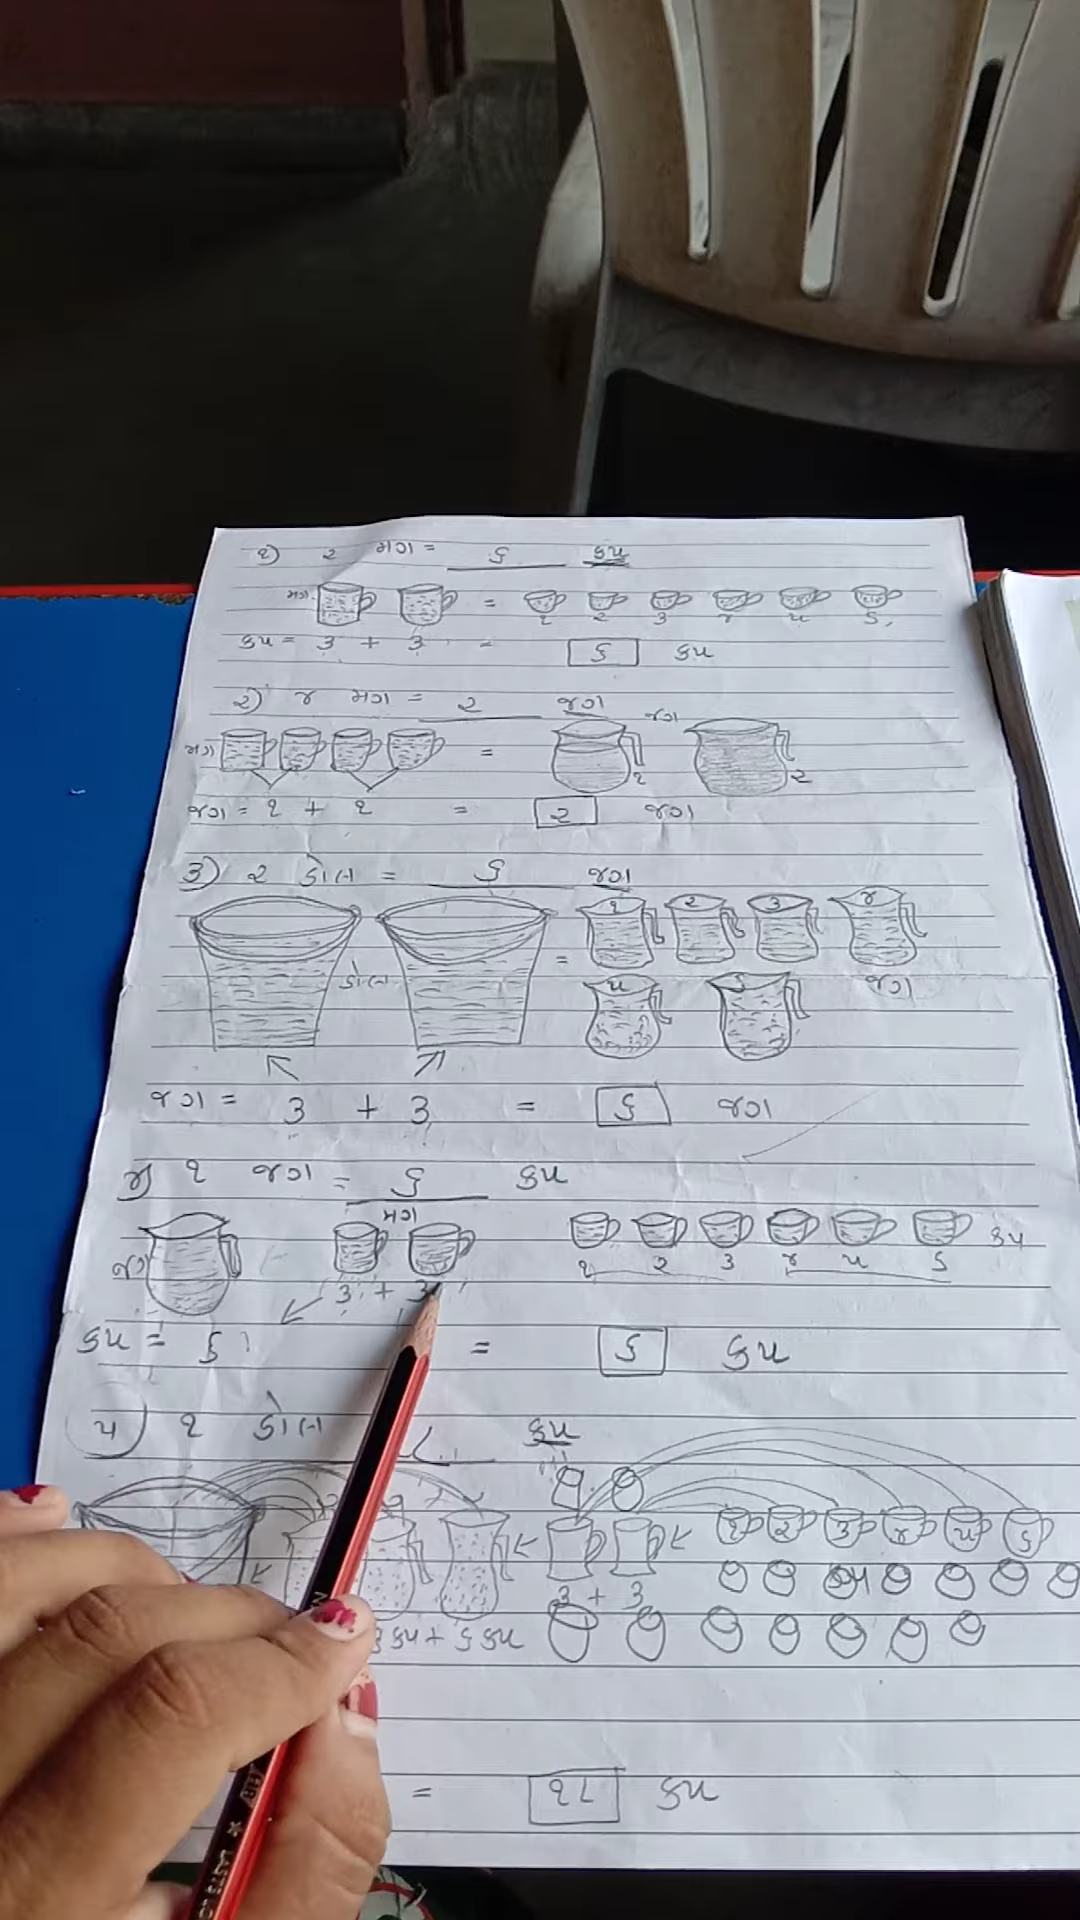 ૧) ૨ મગ = ૬ કપ
મગ = ૧ ૨ ૩ ૪ ૫ ૬
કપ = ૩ + ૩ = ૬ કપ
૨) ૪ મગ = ૨ જગ
મગ = ૧ જગ ૨
જગ = ૧ + ૧ = ૨ જગ
૩) ૨ ડોલ = ૬ જગ
ડોલ = ૧ ૨ ૩ ૪
૫ ૬ જગ
જગ = ૩ + ૩ = ૬ જગ
૪) ૧ જગ = ૬ કપ
જગ મગ ૧ ૨ ૩ ૪ ૫ ૬ કપ
૩ + ૩
કપ = ૬ = ૬ કપ
૫) ૧ ડોલ કપ
૧ ૨ ૩ ૪ ૫ ૬
૩ + ૩ કપ
કપ + ૬ કપ
= ૧૮ કપ